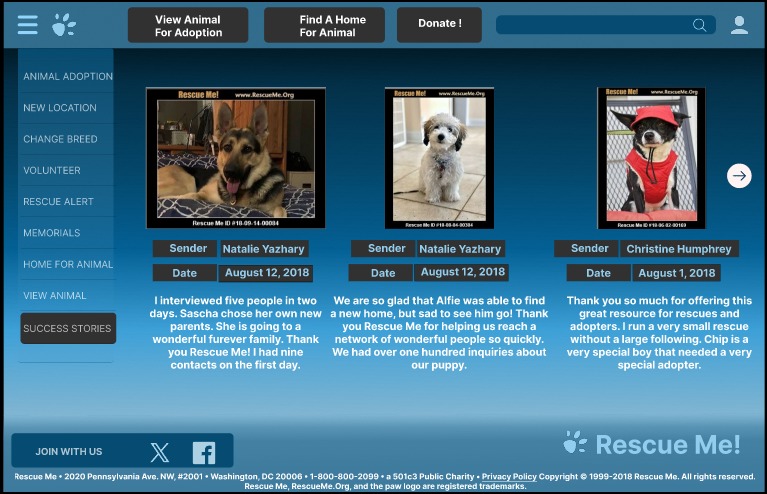 View Animal
For Adoption
Find A Home
For Animal
Donate !
ANIMAL ADOPTION
NEW LOCATION
CHANGE BREED
VOLUNTEER
RESCUE ALERT
MEMORIALS
HOME FOR ANIMAL
VIEW ANIMAL
SUCCESS STORIES
Rescue Me! www.RescueMe.Org
Rescue Me ID #18-09-14-00084
Sender Natalie Yazhary
Date August 12, 2018
I interviewed five people in two
days. Sascha chose her own new
parents. She is going to a
wonderful furever family. Thank
you Rescue Me! I had nine
contacts on the first day.
Rescue Me! www.RescueMe.Org
Rescue Me ID #18-08-04-00304
Sender Natalie Yazhary
Date August 12, 2018
We are so glad that Alfie was able to find
a new home, but sad to see him go! Thank
you Rescue Me for helping us reach a
network of wonderful people so quickly.
We had over one hundred inquiries about
our puppy.
Rescue Me! www.RescueMe.Org
Rescue Me ID #18-06-02-00169
Sender Christine Humphrey
Date August 1, 2018
Thank you so much for offering this
great resource for rescues and
adopters. I run a very small rescue
without a large following. Chip is a
very special boy that needed a very
special adopter.
JOIN WITH US
Rescue Me!
Rescue Me • 2020 Pennsylvania Ave. NW, #2001 • Washington, DC 20006 • 1-800-800-2099 • a 501c3 Public Charity • Privacy Policy Copyright © 1999-2018 Rescue Me. All rights reserved.
Rescue Me, RescueMe.Org, and the paw logo are registered trademarks.